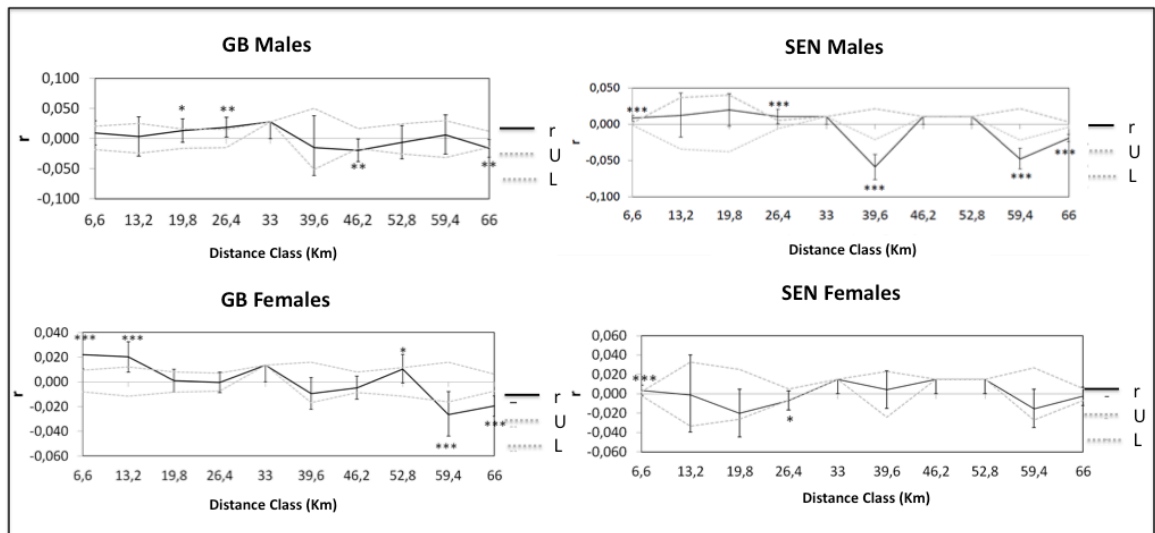 GB Males
0,100
0,050
0,000
-0,050
-0,100
r
*
**
**
**
6,6 13,2 19,8 26,4 33 39,6 46,2 52,8 59,4 66
Distance Class (Km)
r
U
L
SEN Males
0,050
0,000
-0,050
-0,100
r
***
***
***
***
***
6,6 13,2 19,8 26,4 33 39,6 46,2 52,8 59,4 66
Distance Class (Km)
r
U
L
GB Females
0,040
0,020
0,000
-0,020
-0,040
-0,060
r
***
***
*
***
***
6,6 13,2 19,8 26,4 33 39,6 46,2 52,8 59,4 66
Distance Class (Km)
r
U
L
SEN Females
0,060
0,040
0,020
0,000
-0,020
-0,040
-0,060
r
***
*
6,6 13,2 19,8 26,4 33 39,6 46,2 52,8 59,4 66
Distance Class (Km)
r
U
L